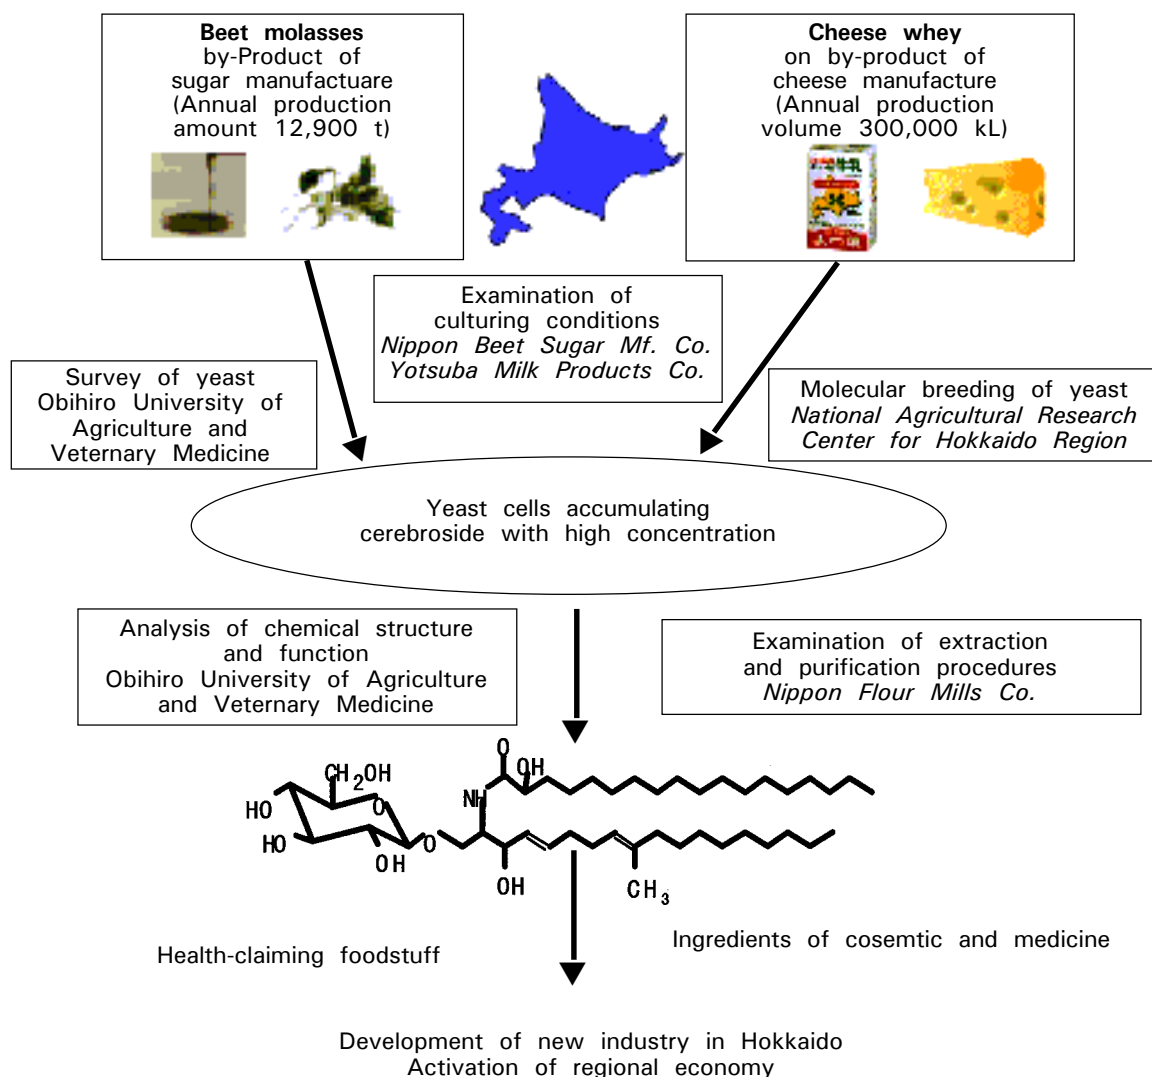 Beet molasses
by-Product of
sugar manufactuare
(Annual production
amount 12,900 t)
Cheese whey
on by-product of
cheese manufacture
(Annual production
volume 300,000 kL)
Examination of
culturing conditions
Nippon Beet Sugar Mf. Co.
Yotsuba Milk Products Co.
Survey of yeast
Obihiro University of
Agriculture and
Veternary Medicine
Molecular breeding of yeast
National Agricultural Research
Center for Hokkaido Region
Yeast cells accumulating
cerebroside with high concentration
Analysis of chemical structure
and function
Obihiro University of Agriculture
and Veternary Medicine
Examination of extraction
and purification procedures
Nippon Flour Mills Co.
O
OH
CH₂OH
NH
O
HO
HO
O
OH
OH
CH₃
Health-claiming foodstuff
Ingredients of cosemtic and medicine
Development of new industry in Hokkaido
Activation of regional economy